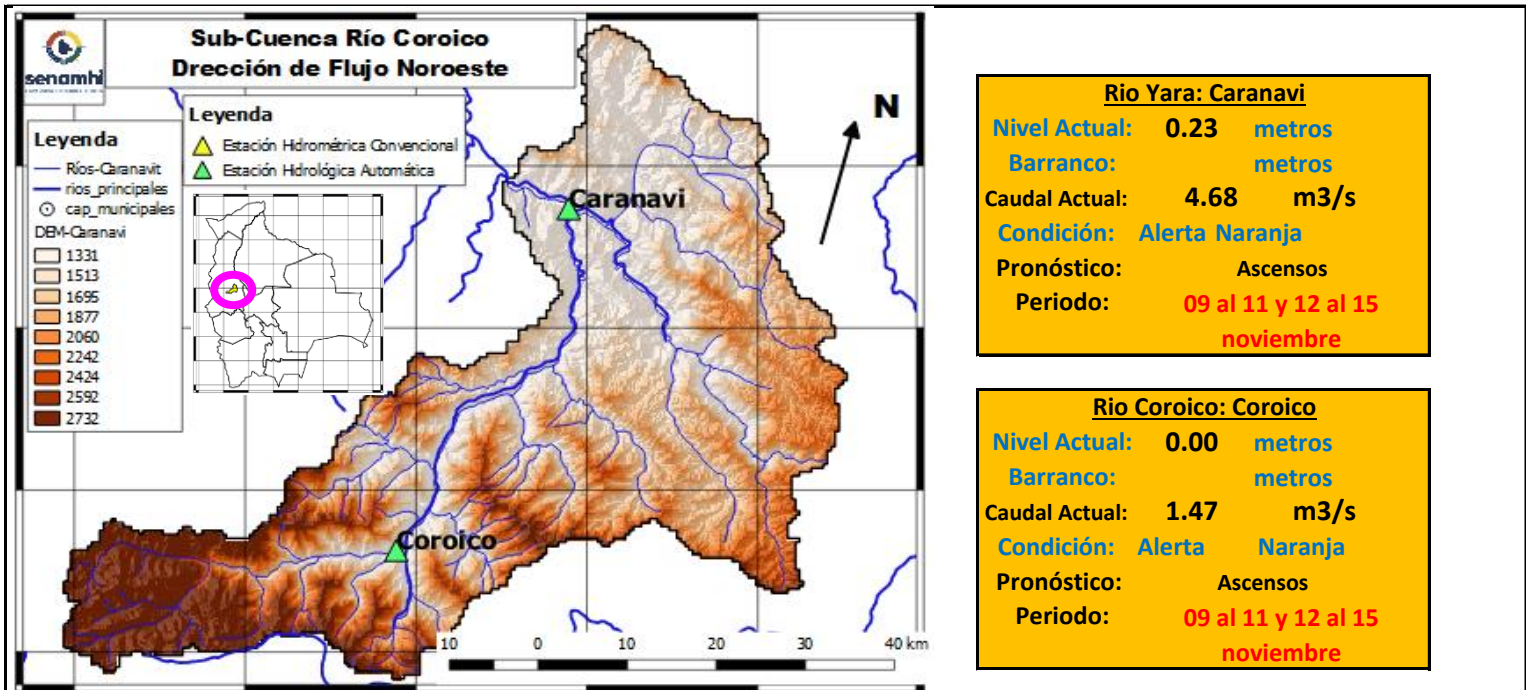 senamhi
Sub-Cuenca Río Coroico
Drección de Flujo Noroeste
Leyenda
Estación Hidrométrica Convencional
Estación Hidrológica Automática
Leyenda
Ríos-Caranavit
rios_principales
cap_municipales
DEM-Caranavi
1331
1513
1695
1877
2060
2242
2424
2592
2732
N
Caranavi
Coroico
10 0 10 20 30 40 km
Rio Yara: Caranavi
Nivel Actual: 0.23 metros
Barranco: metros
Caudal Actual: 4.68 m3/s
Condición: Alerta Naranja
Pronóstico: Ascensos
Periodo: 09 al 11 y 12 al 15
noviembre
Rio Coroico: Coroico
Nivel Actual: 0.00 metros
Barranco: metros
Caudal Actual: 1.47 m3/s
Condición: Alerta Naranja
Pronóstico: Ascensos
Periodo: 09 al 11 y 12 al 15
noviembre